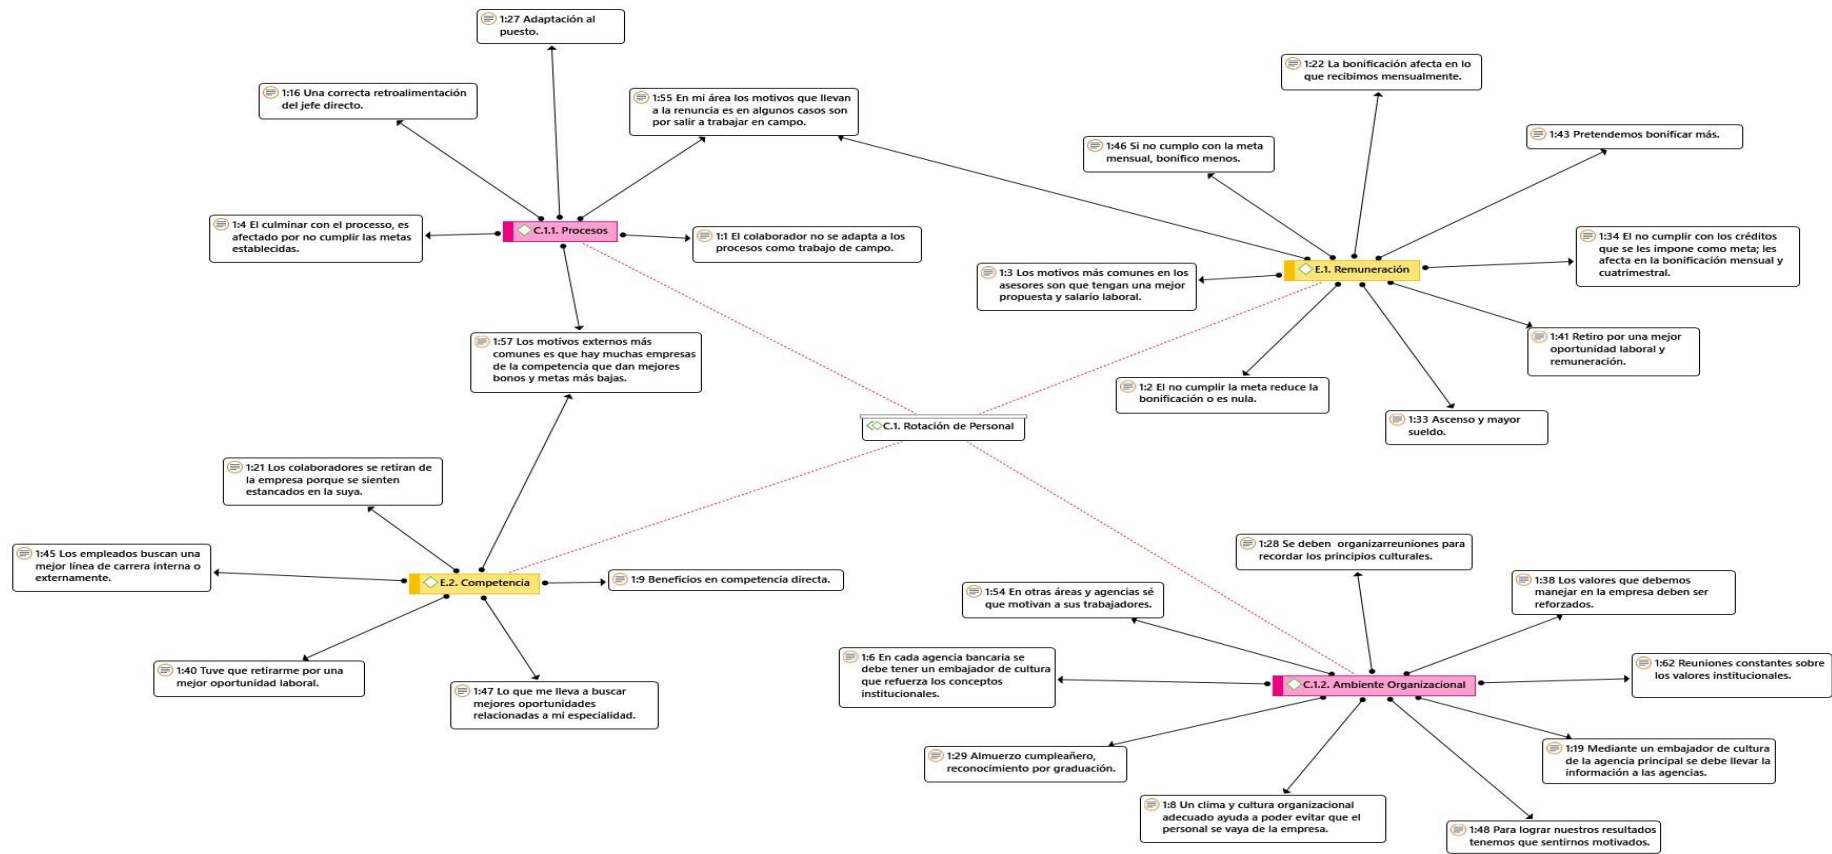 1:27 Adaptación al
puesto.
1:16 Una correcta retroalimentación
del jefe directo.
1:55 En mi área los motivos que llevan
a la renuncia es en algunos casos son
por salir a trabajar en campo.
1:22 La bonificación afecta en lo
que recibimos mensualmente.
1:46 Si no cumplo con la meta
mensual, bonifico menos.
1:43 Pretendemos bonificar más.
1:4 El culminar con el processo, es
afectado por no cumplir las metas
establecidas.
C.1.1. Procesos
1:1 El colaborador no se adapta a los
procesos como trabajo de campo.
1:3 Los motivos más comunes en los
asesores son que tengan una mejor
propuesta y salario laboral.
E.1. Remuneración
1:34 El no cumplir con los créditos
que se les impone como meta; les
afecta en la bonificación mensual y
cuatrimestral.
1:57 Los motivos externos más
comunes es que hay muchas empresas
de la competencia que dan mejores
bonos y metas más bajas.
1:41 Retiro por una mejor
oportunidad laboral y
remuneración.
1:2 El no cumplir la meta reduce la
bonificación o es nula.
1:33 Ascenso y mayor
sueldo.
C.1. Rotación de Personal
1:21 Los colaboradores se retiran de
la empresa porque se sienten
estancados en la suya.
1:45 Los empleados buscan una
mejor línea de carrera interna o
externamente.
E.2. Competencia
1:9 Beneficios en competencia directa.
1:40 Tuve que retirarme por una
mejor oportunidad laboral.
1:47 Lo que me lleva a buscar
mejores oportunidades
relacionadas a mi especialidad.
1:28 Se deben organizarreuniones para
recordar los principios culturales.
1:54 En otras áreas y agencias sé
que motivan a sus trabajadores.
1:38 Los valores que debemos
manejar en la empresa deben ser
reforzados.
1:6 En cada agencia bancaria se
debe tener un embajador de cultura
que refuerza los conceptos
institucionales.
C.1.2. Ambiente Organizacional
1:62 Reuniones constantes sobre
los valores institucionales.
1:29 Almuerzo cumpleañero,
reconocimiento por graduación.
1:19 Mediante un embajador de cultura
de la agencia principal se debe llevar la
información a las agencias.
1:8 Un clima y cultura organizacional
adecuado ayuda a poder evitar que el
personal se vaya de la empresa.
1:48 Para lograr nuestros resultados
tenemos que sentirnos motivados.